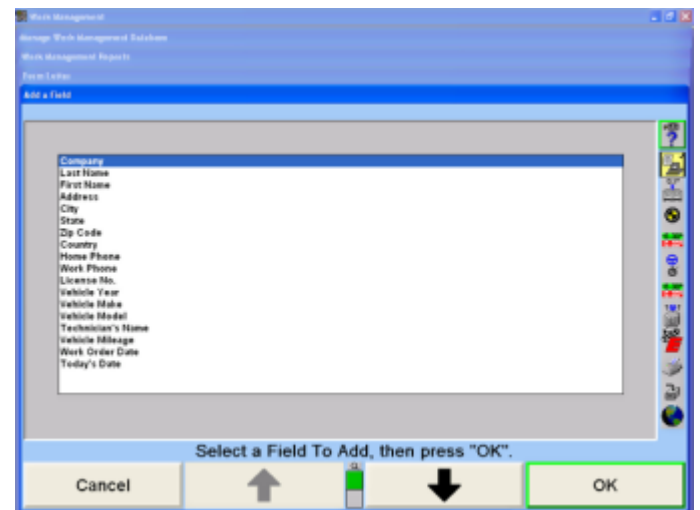 Work Management
Manage Work Management Database
Work Management Reports
Form Letter
Add a Field
Company
Last Name
First Name
Address
City
State
Zip Code
Country
Home Phone
Work Phone
License No.
Vehicle Year
Vehicle Make
Vehicle Model
Technician's Name
Vehicle Mileage
Work Order Date
Today's Date
Select a Field To Add, then press "OK".
Cancel
OK